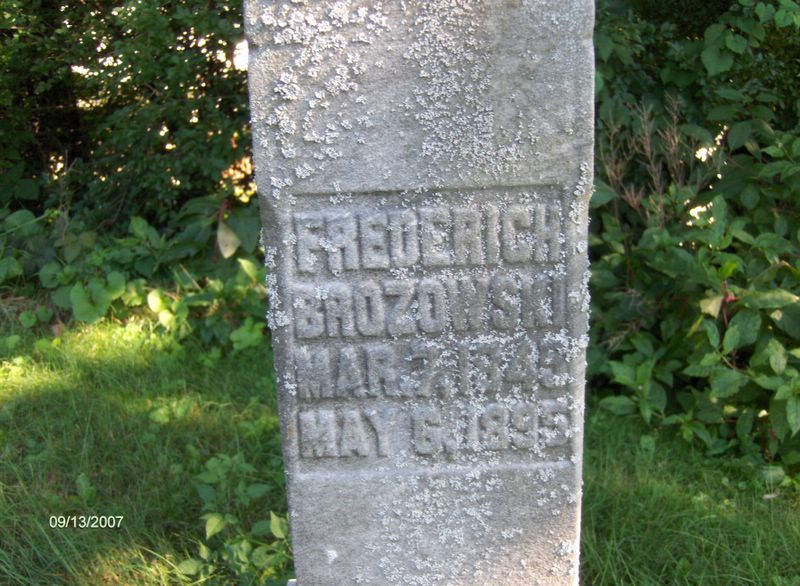 FREDERICH
BROZOWSKI
MAR. 7, 1845
MAY 6, 1895
09/13/2007